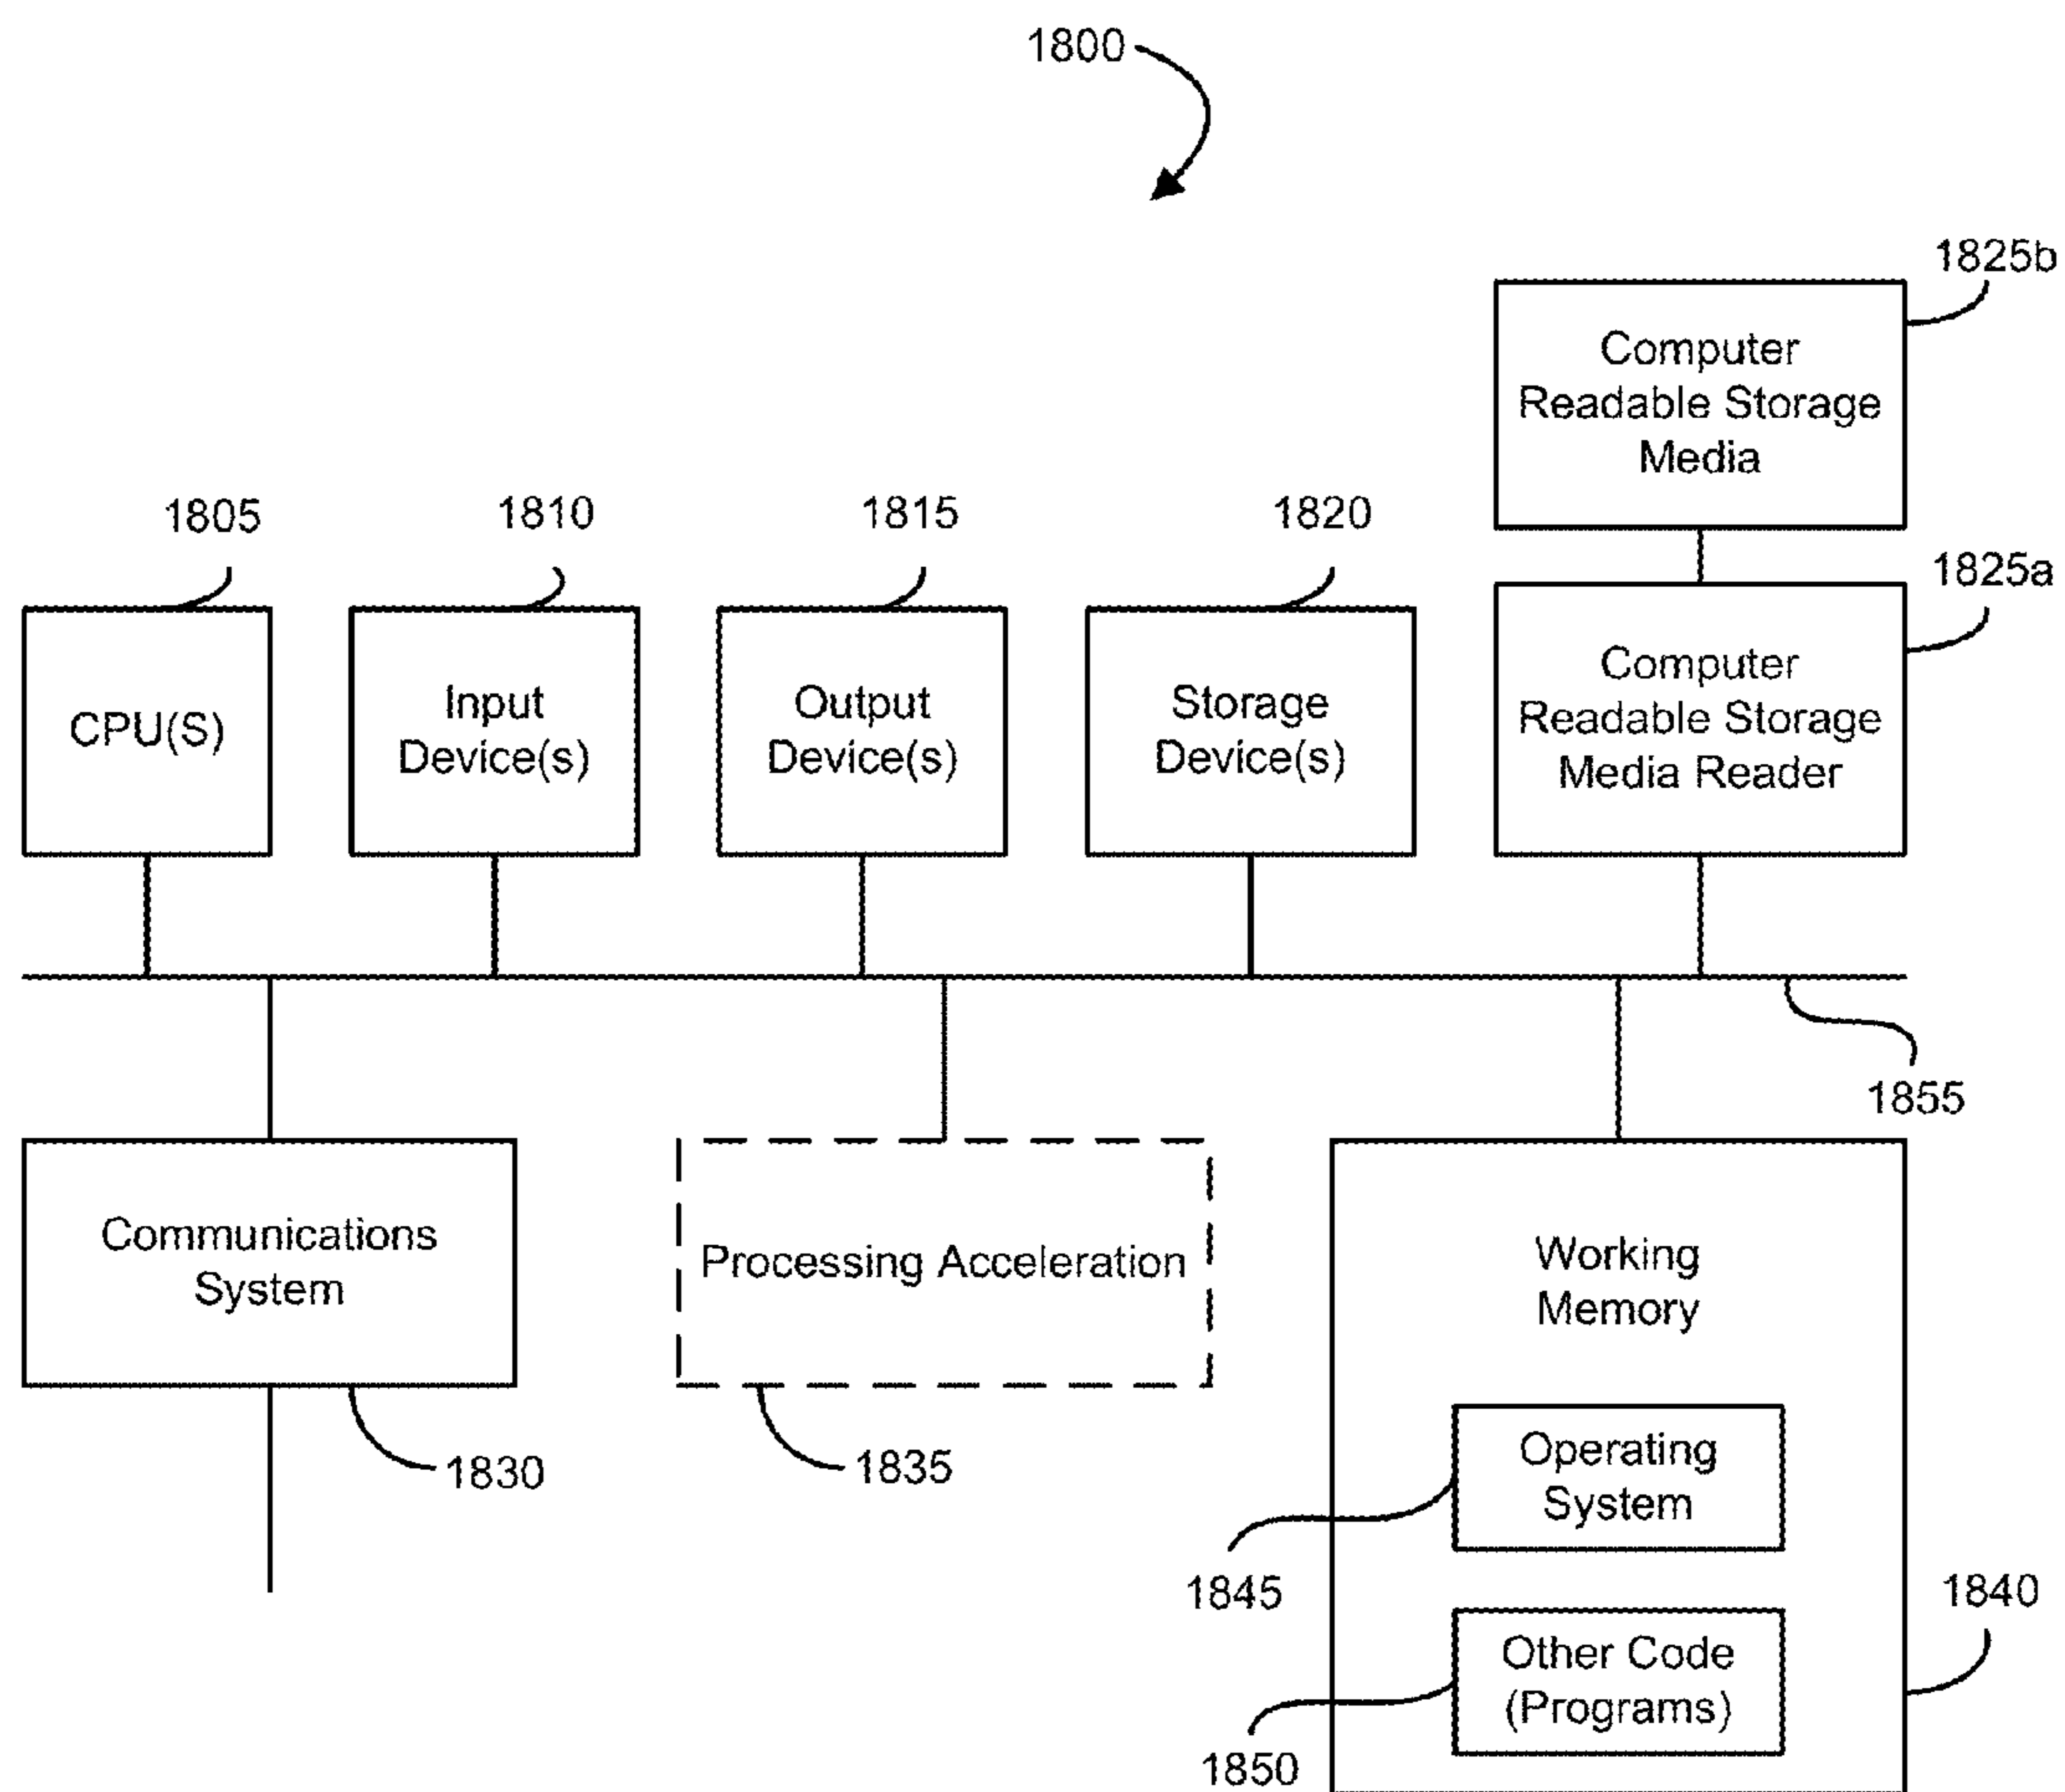 1800
1825b
Computer
Readable Storage
Media
1805
1810
1815
1820
1825a
CPU(S)
Input
Device(s)
Output
Device(s)
Storage
Device(s)
Computer
Readable Storage
Media Reader
1855
Communications
System
1830
Processing Acceleration
1835
Working
Memory
Operating
System
1845
1840
Other Code
(Programs)
1850